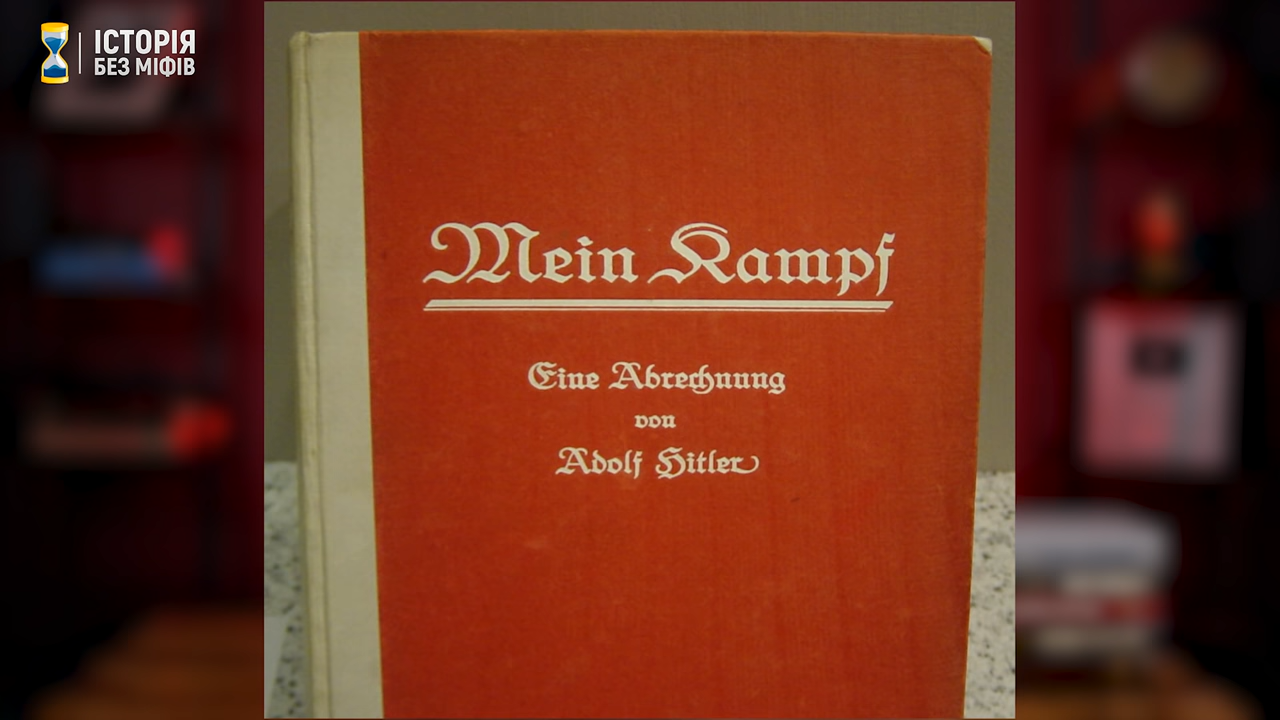 ІСТОРІЯ
БЕЗ МІФІВ
Mein Kampf
Eine Abrechnung
von
Adolf Hitler